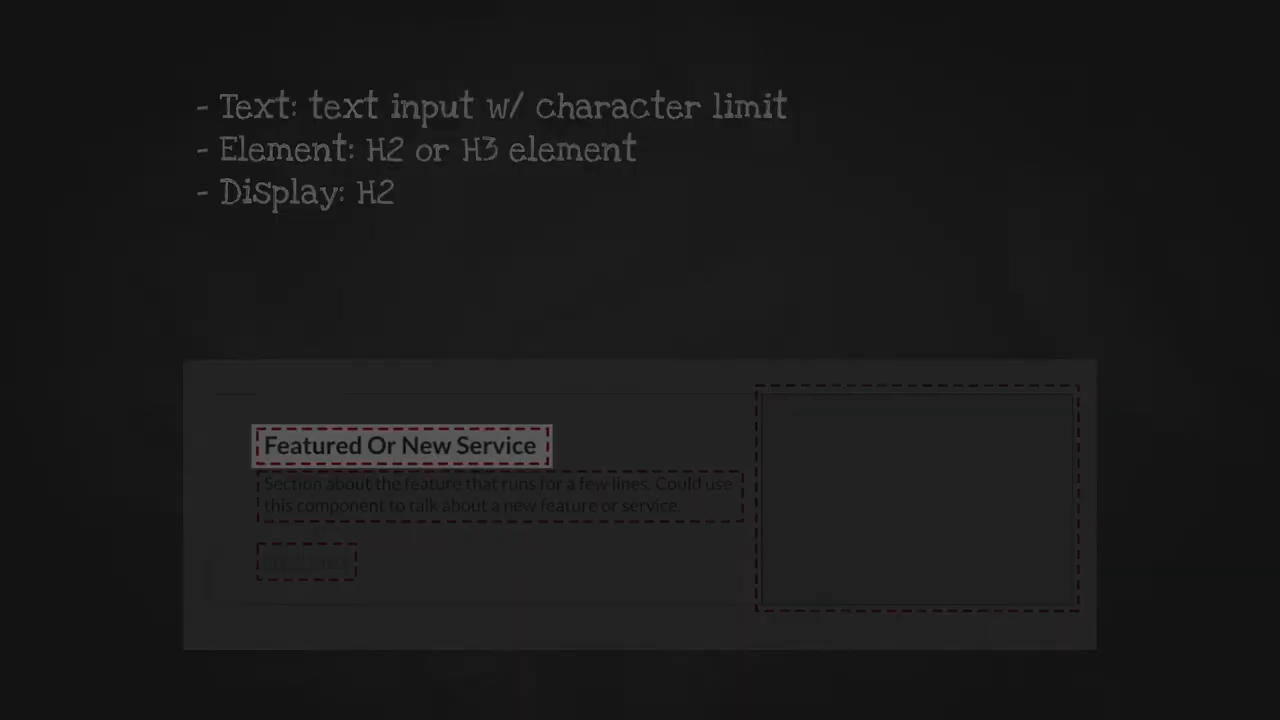 - Text: text input w/ character limit
- Element: H2 or H3 element
- Display: H2
Featured Or New Service
Section about the feature that runs for a few lines. Could use
this component to talk about a new feature or service.